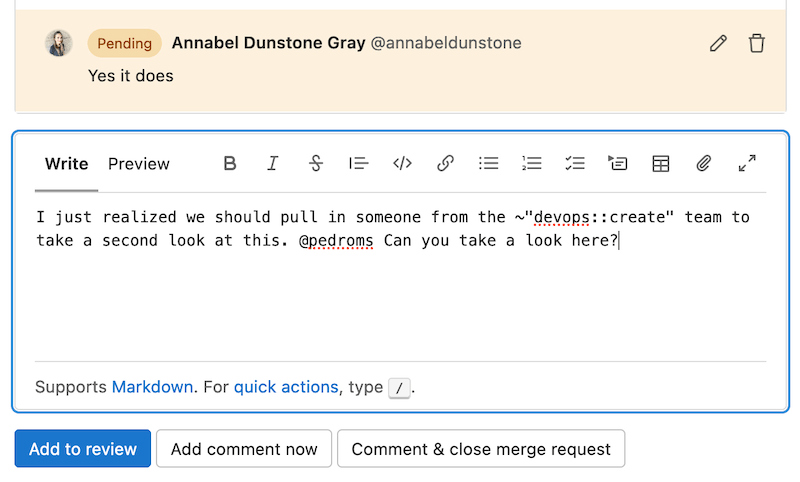 Pending Annabel Dunstone Gray @annabeldunstone
Yes it does
Write Preview
I just realized we should pull in someone from the ~"devops::create" team to
take a second look at this. @pedroms Can you take a look here?
Supports Markdown. For quick actions, type / .
Add to review Add comment now Comment & close merge request